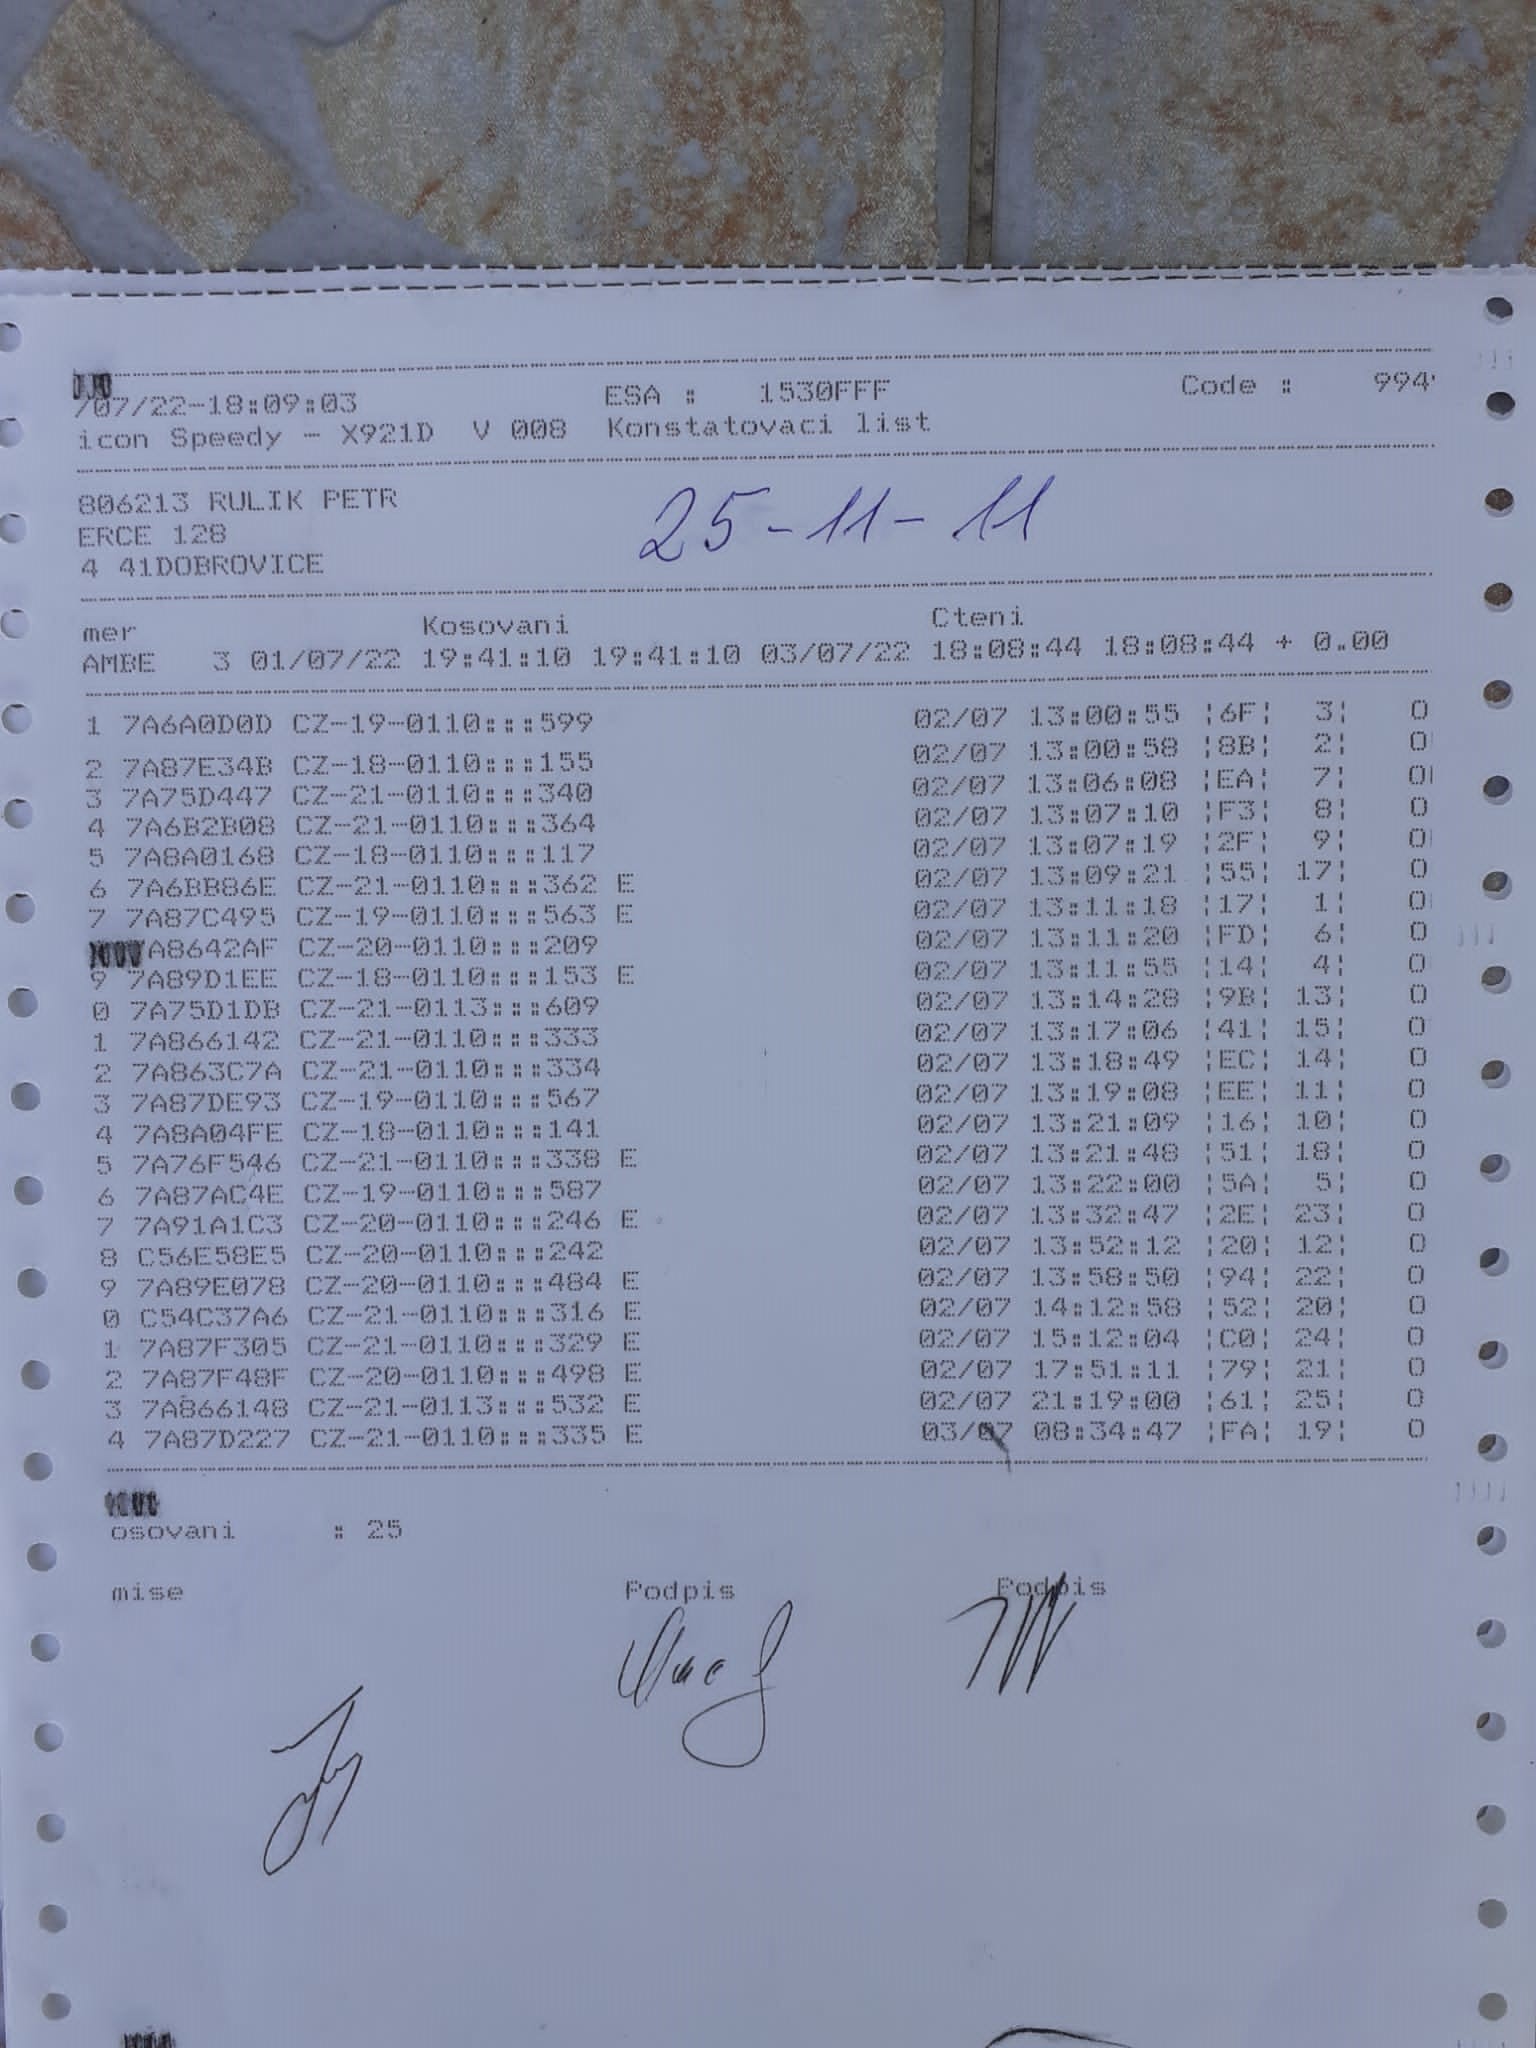 /07/22-18:09:03 ESA : 1530FFF Code : 994
icon Speedy - X921D V 008 Konstatovaci list
806213 RULIK PETR
ERCE 128
4 41DOBROVICE
25-11-11
mer Kosovani Cteni
AMBE 3 01/07/22 19:41:10 19:41:10 03/07/22 18:08:44 18:08:44 + 0.00
1 7A6A0D0D CZ-19-0110:::599 02/07 13:00:55 ¦6F¦ 3¦ 0
2 7A87E34B CZ-18-0110:::155 02/07 13:00:58 ¦8B¦ 2¦ 0
3 7A75D447 CZ-21-0110:::340 02/07 13:06:08 ¦EA¦ 7¦ 0
4 7A6B2B08 CZ-21-0110:::364 02/07 13:07:10 ¦F3¦ 8¦ 0
5 7A8A0168 CZ-18-0110:::117 02/07 13:07:19 ¦2F¦ 9¦ 0
6 7A6BB86E CZ-21-0110:::362 E 02/07 13:09:21 ¦55¦ 17¦ 0
7 7A87C495 CZ-19-0110:::563 E 02/07 13:11:18 ¦17¦ 1¦ 0
A8642AF CZ-20-0110:::209 02/07 13:11:20 ¦FD¦ 6¦ 0
9 7A89D1EE CZ-18-0110:::153 E 02/07 13:11:55 ¦14¦ 4¦ 0
0 7A75D1DB CZ-21-0113:::609 02/07 13:14:28 ¦9B¦ 13¦ 0
1 7A866142 CZ-21-0110:::333 02/07 13:17:06 ¦41¦ 15¦ 0
2 7A863C7A CZ-21-0110:::334 02/07 13:18:49 ¦EC¦ 14¦ 0
3 7A87DE93 CZ-19-0110:::567 02/07 13:19:08 ¦EE¦ 11¦ 0
4 7A8A04FE CZ-18-0110:::141 02/07 13:21:09 ¦16¦ 10¦ 0
5 7A76F546 CZ-21-0110:::338 E 02/07 13:21:48 ¦51¦ 18¦ 0
6 7A87AC4E CZ-19-0110:::587 02/07 13:22:00 ¦5A¦ 5¦ 0
7 7A91A1C3 CZ-20-0110:::246 E 02/07 13:32:47 ¦2E¦ 23¦ 0
8 C56E58E5 CZ-20-0110:::242 02/07 13:52:12 ¦20¦ 12¦ 0
9 7A89E078 CZ-20-0110:::484 E 02/07 13:58:50 ¦94¦ 22¦ 0
0 C54C37A6 CZ-21-0110:::316 E 02/07 14:12:58 ¦52¦ 20¦ 0
1 7A87F305 CZ-21-0110:::329 E 02/07 15:12:04 ¦C0¦ 24¦ 0
2 7A87F48F CZ-20-0110:::498 E 02/07 17:51:11 ¦79¦ 21¦ 0
3 7A866148 CZ-21-0113:::532 E 02/07 21:19:00 ¦61¦ 25¦ 0
4 7A87D227 CZ-21-0110:::335 E 03/07 08:34:47 ¦FA¦ 19¦ 0
osovani : 25
mise Podpis Podpis